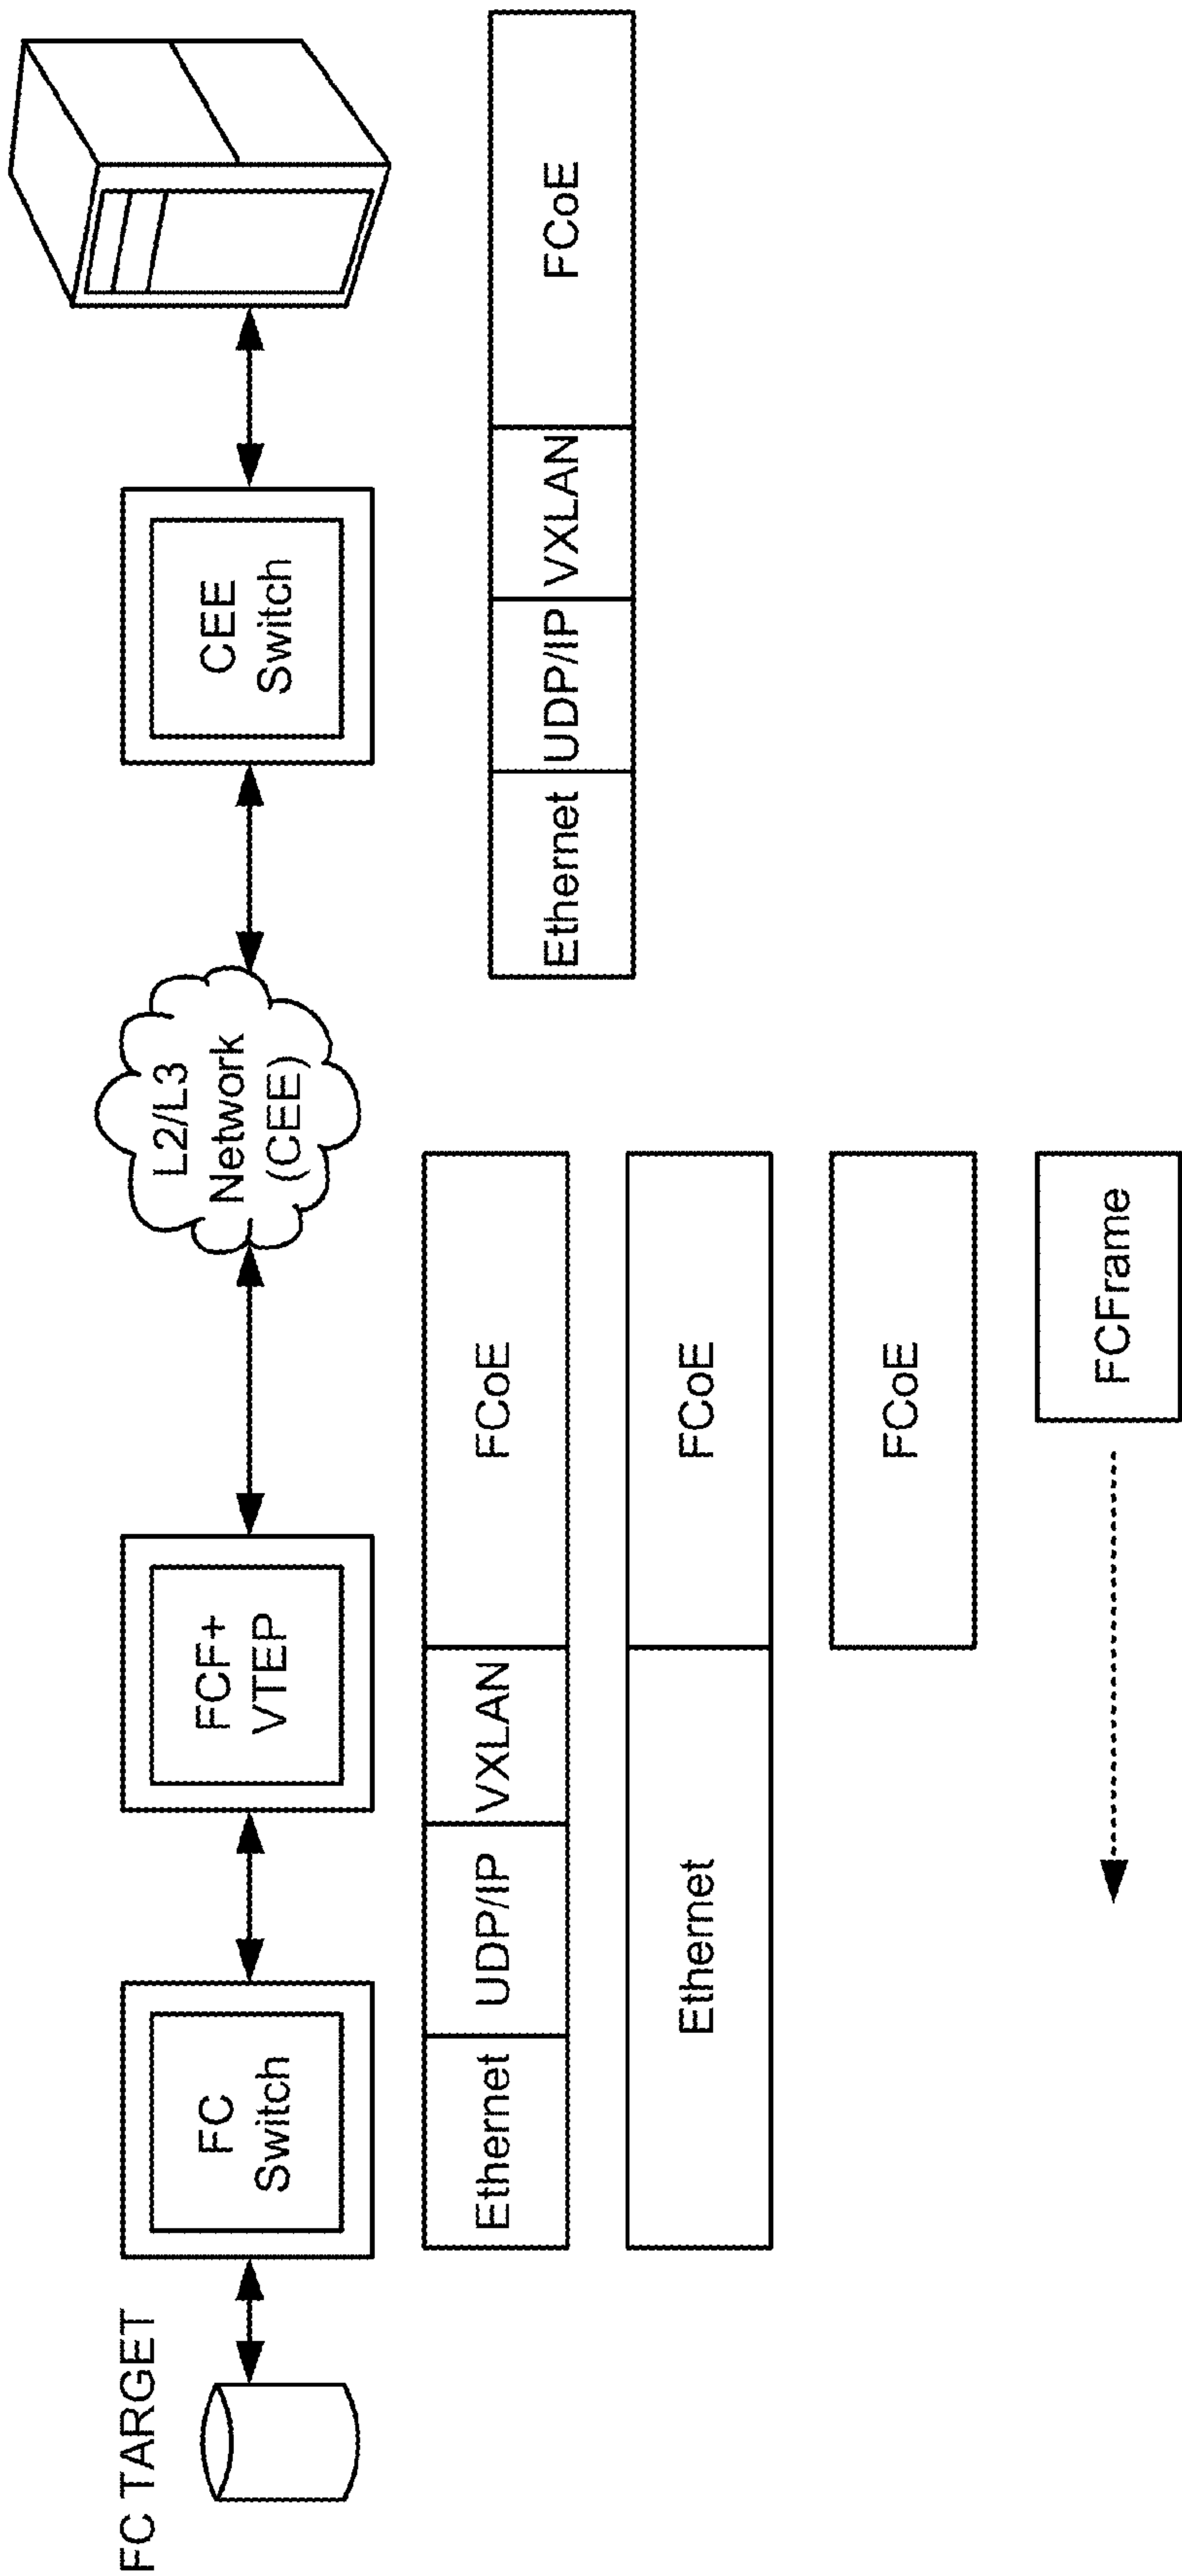 FC TARGET
FC
Switch
FCF+
VTEP
L2/L3
Network
(CEE)
CEE
Switch
Ethernet UDP/IP VXLAN FCoE
Ethernet UDP/IP VXLAN FCoE
Ethernet FCoE
FCoE
FCFrame